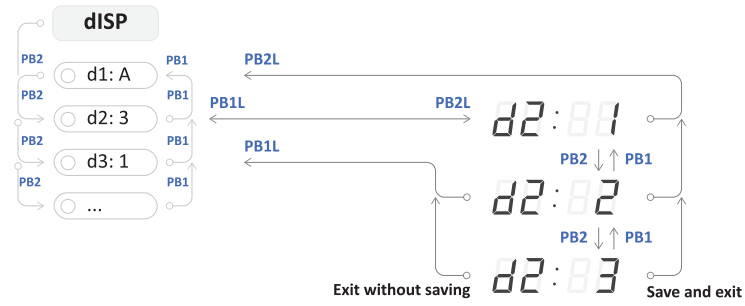 dISP
PB2 PB1 PB2L
d1: A
PB2 PB1 PB1L PB2L
d2: 3 d2: 1
PB2 PB1 PB1L PB2 PB1
d3: 1
PB2 PB1 d2: 2
...
PB2 PB1
d2: 3
Exit without saving Save and exit